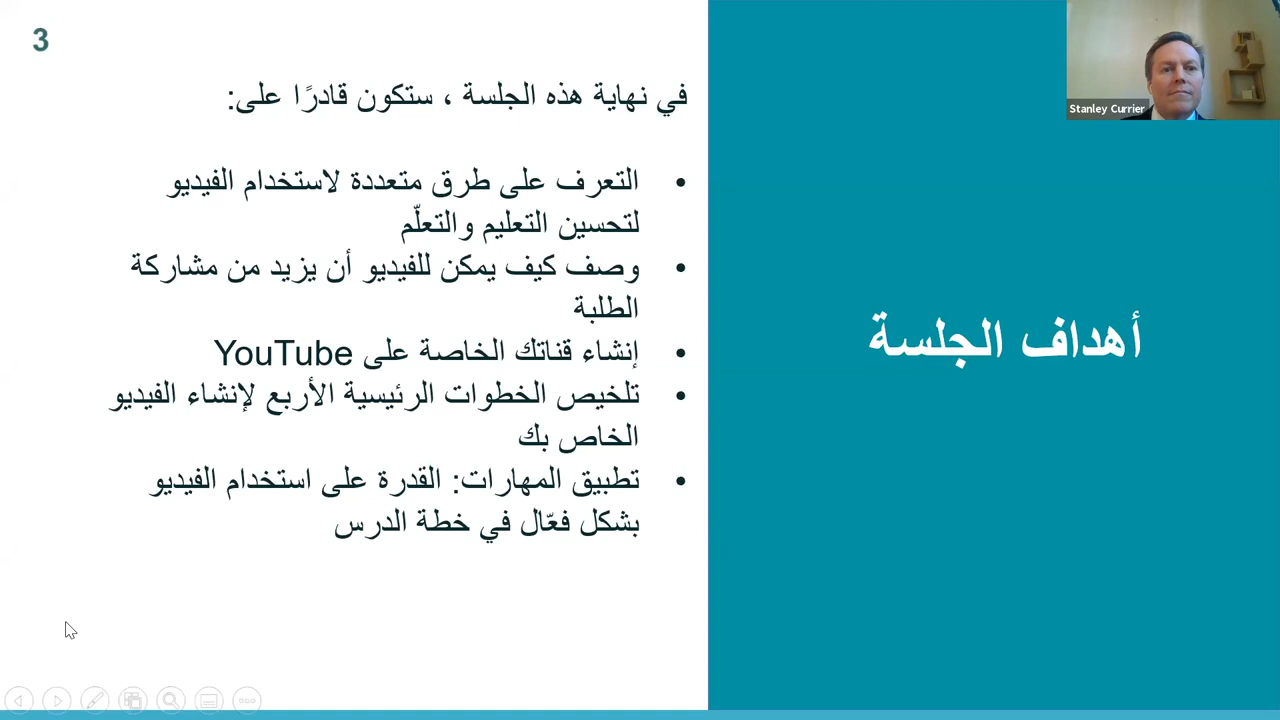 3
في نهاية هذه الجلسة ، ستكون قادرًا على:
• التعرف على طرق متعددة لاستخدام الفيديو
لتحسين التعليم والتعلّم
• وصف كيف يمكن للفيديو أن يزيد من مشاركة
الطلبة
• إنشاء قناتك الخاصة على YouTube
• تلخيص الخطوات الرئيسية الأربع لإنشاء الفيديو
الخاص بك
• تطبيق المهارات: القدرة على استخدام الفيديو
بشكل فعّال في خطة الدرس
أهداف الجلسة
Stanley Currier